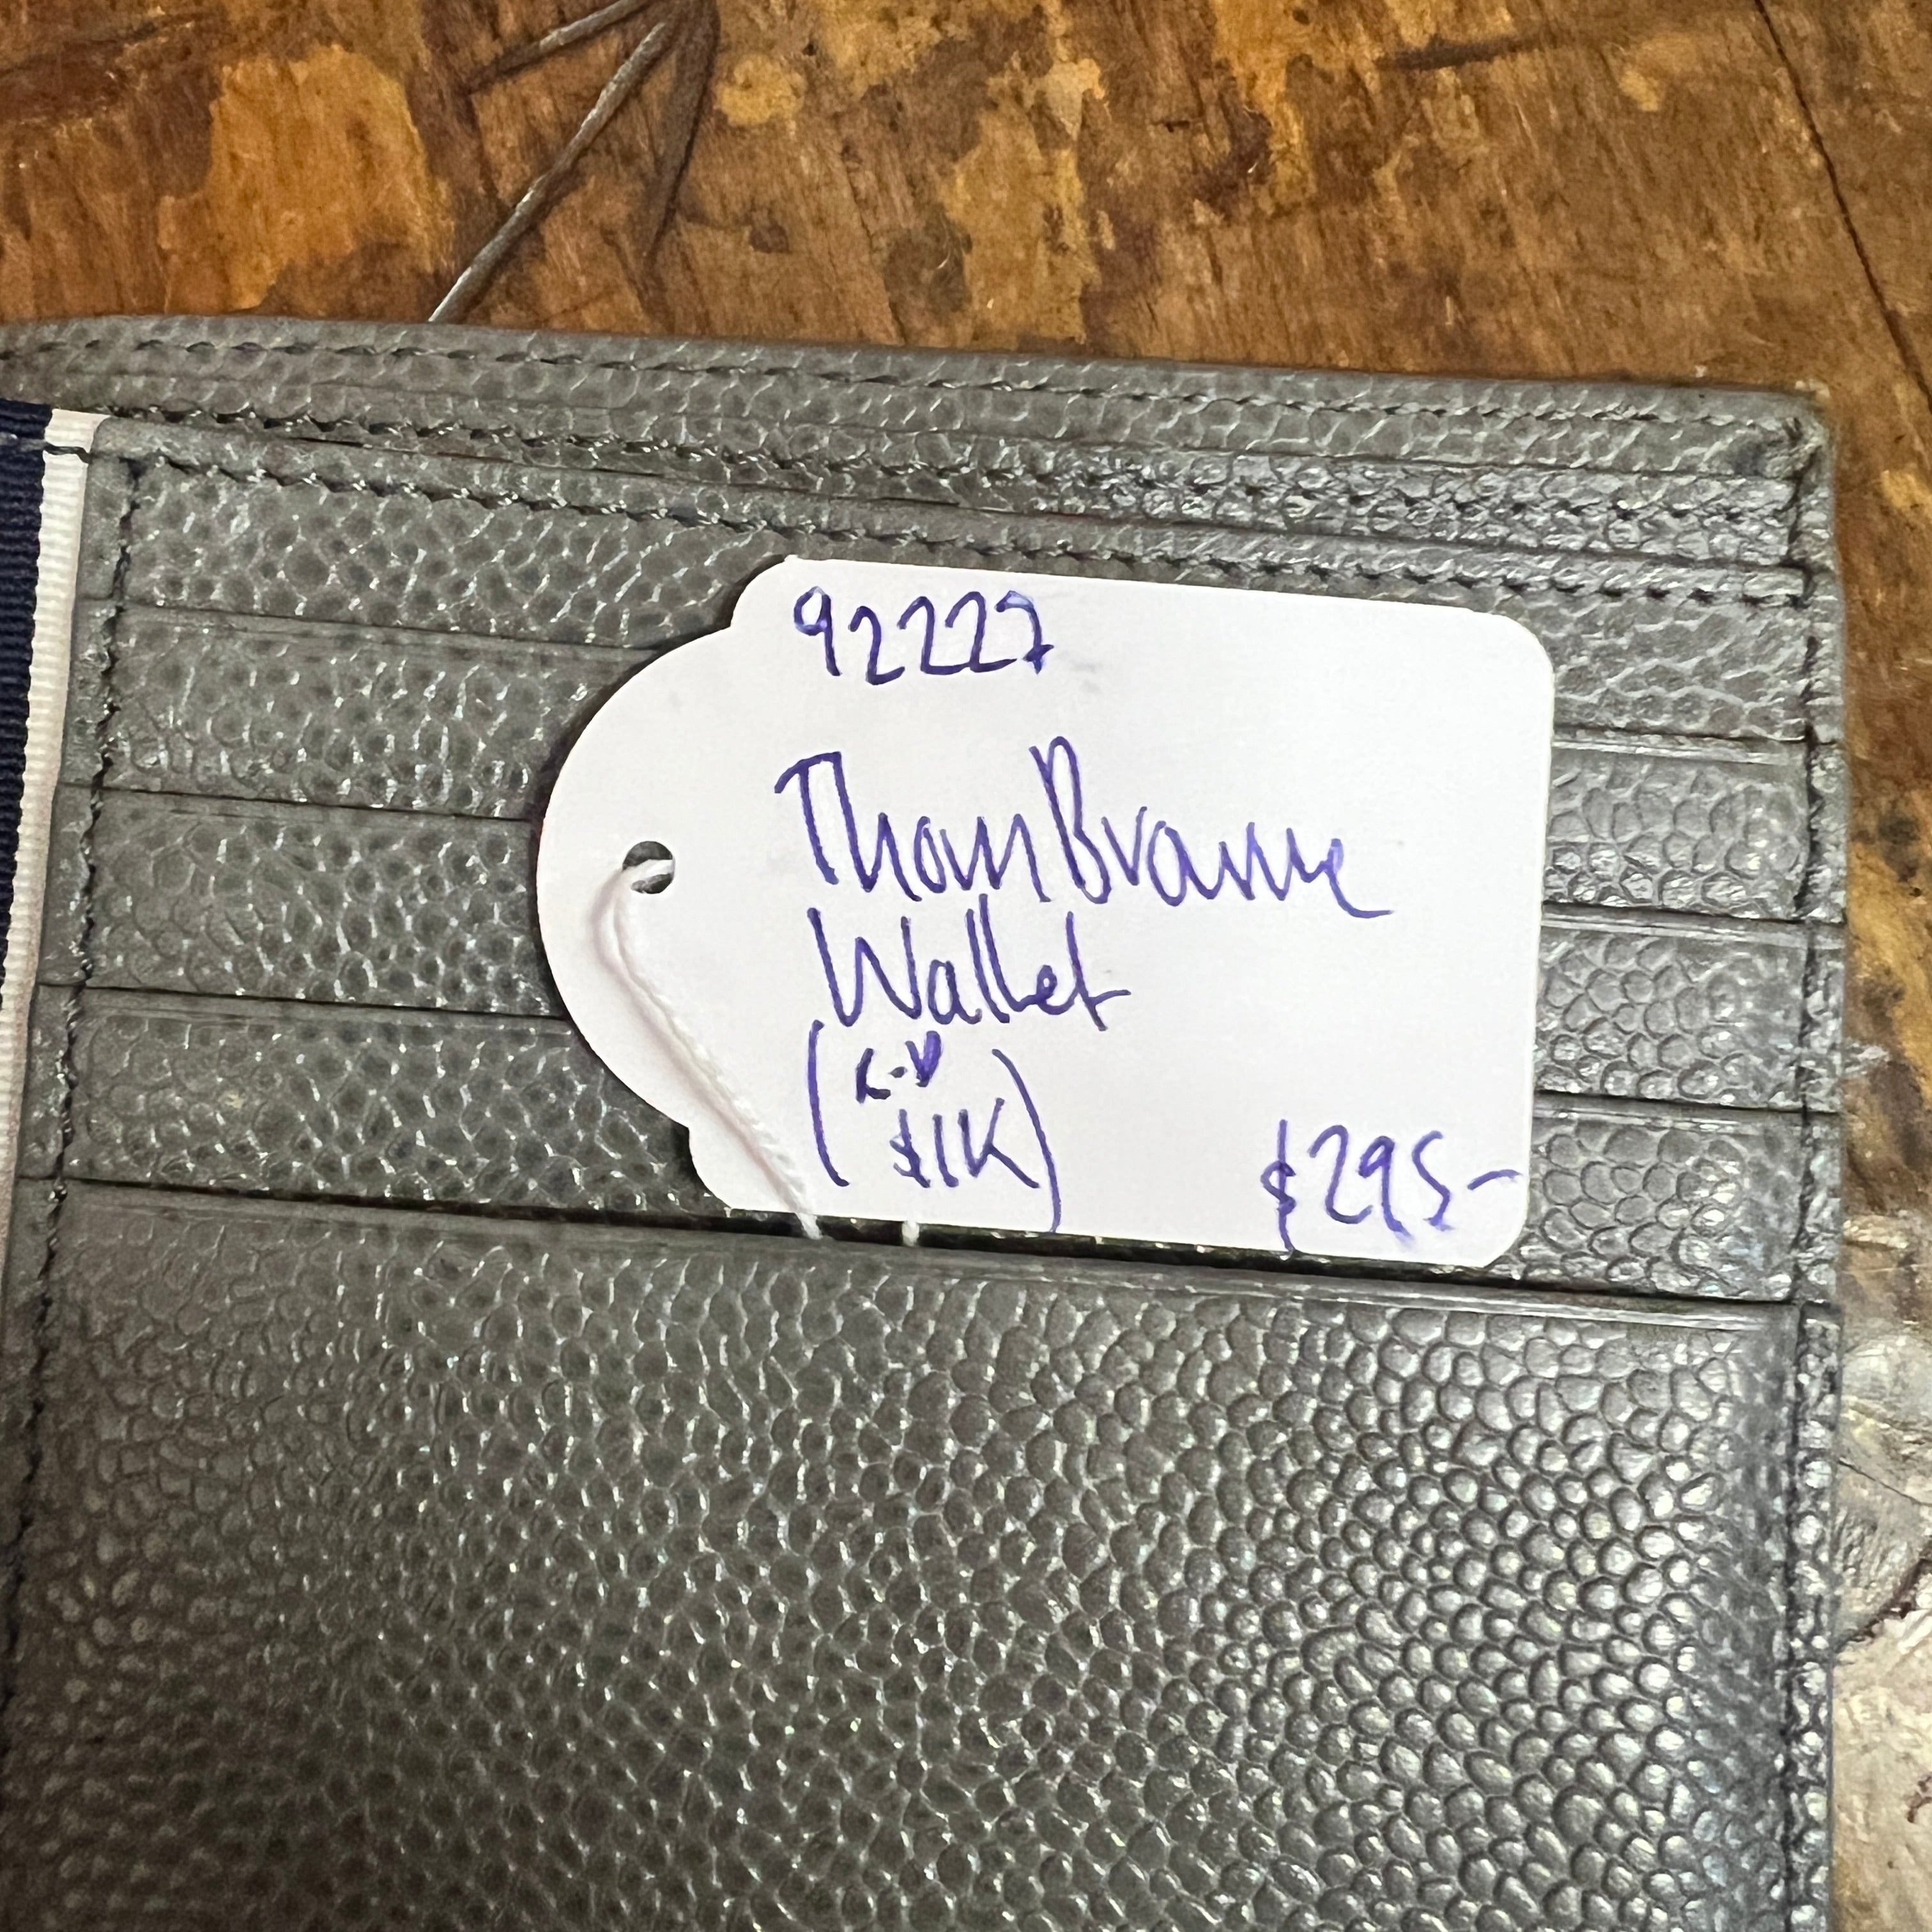 92227
Thom Browne
Wallet
(r.v
$1K)
$295-